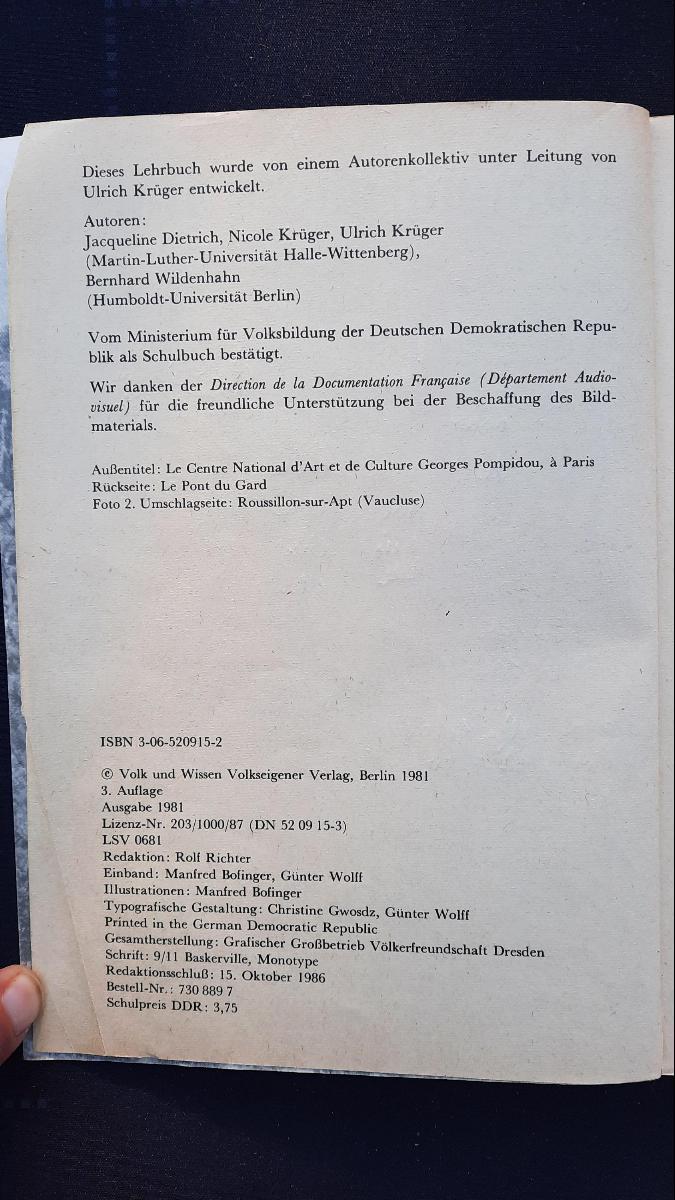 Dieses Lehrbuch wurde von einem Autorenkollektiv unter Leitung von
Ulrich Krüger entwickelt.
Autoren:
Jacqueline Dietrich, Nicole Krüger, Ulrich Krüger
(Martin-Luther-Universität Halle-Wittenberg),
Bernhard Wildenhahn
(Humboldt-Universität Berlin)
Vom Ministerium für Volksbildung der Deutschen Demokratischen Repu-
blik als Schulbuch bestätigt.
Wir danken der Direction de la Documentation Française (Département Audio-
visuel) für die freundliche Unterstützung bei der Beschaffung des Bild-
materials.
Außentitel: Le Centre National d'Art et de Culture Georges Pompidou, à Paris
Rückseite: Le Pont du Gard
Foto 2. Umschlagseite: Roussillon-sur-Apt (Vaucluse)
ISBN 3-06-520915-2
© Volk und Wissen Volkseigener Verlag, Berlin 1981
3. Auflage
Ausgabe 1981
Lizenz-Nr. 203/1000/87 (DN 52 09 15-3)
LSV 0681
Redaktion: Rolf Richter
Einband: Manfred Bofinger, Günter Wolff
Illustrationen: Manfred Bofinger
Typografische Gestaltung: Christine Gwosdz, Günter Wolff
Printed in the German Democratic Republic
Gesamtherstellung: Grafischer Großbetrieb Völkerfreundschaft Dresden
Schrift: 9/11 Baskerville, Monotype
Redaktionsschluß: 15. Oktober 1986
Bestell-Nr.: 730 889 7
Schulpreis DDR: 3,75